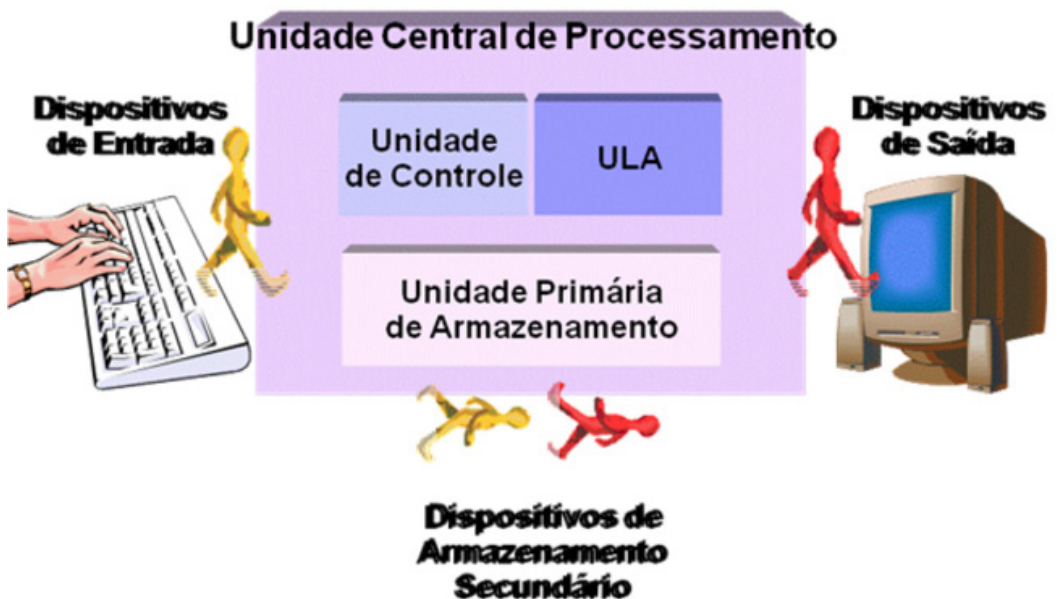 Unidade Central de Processamento
Dispositivos
de Entrada
Unidade
de Controle
ULA
Dispositivos
de Saída
Unidade Primária
de Armazenamento
Dispositivos de
Armazenamento
Secundário